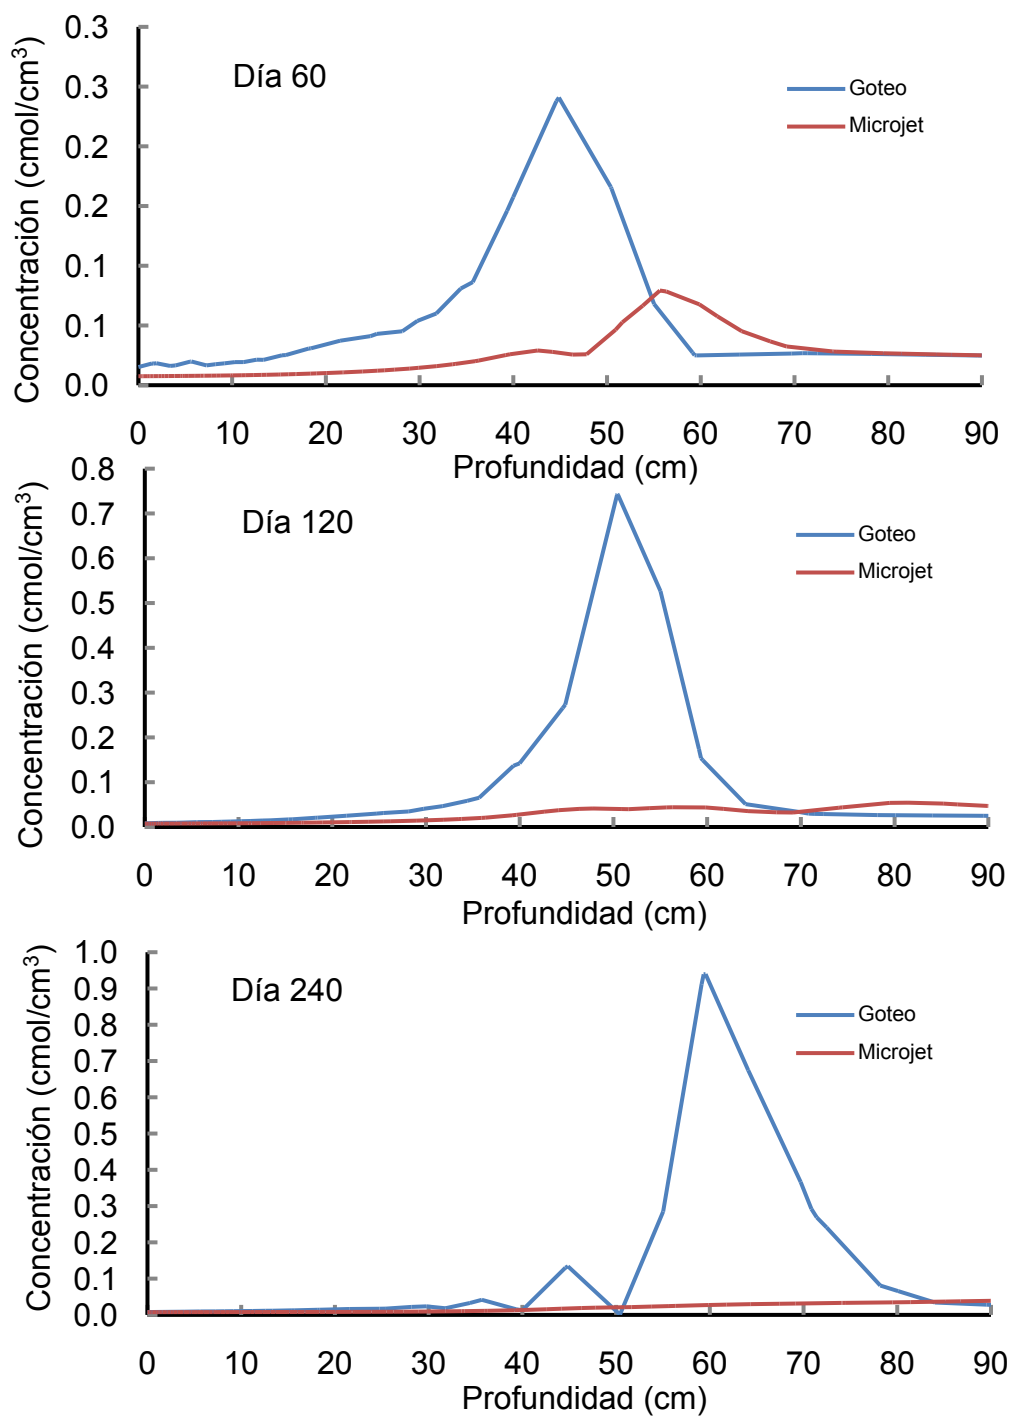 Concentración (cmol/cm³)
0.3
0.3
0.2
0.2
0.1
0.1
0.0
Día 60
Goteo
Microjet
0 10 20 30 40 50 60 70 80 90
Profundidad (cm)
Concentración (cmol/cm³)
0.8
0.7
0.6
0.5
0.4
0.3
0.2
0.1
0.0
Día 120
Goteo
Microjet
0 10 20 30 40 50 60 70 80 90
Profundidad (cm)
Concentración (cmol/cm³)
1.0
0.9
0.8
0.7
0.6
0.5
0.4
0.3
0.2
0.1
0.0
Día 240
Goteo
Microjet
0 10 20 30 40 50 60 70 80 90
Profundidad (cm)